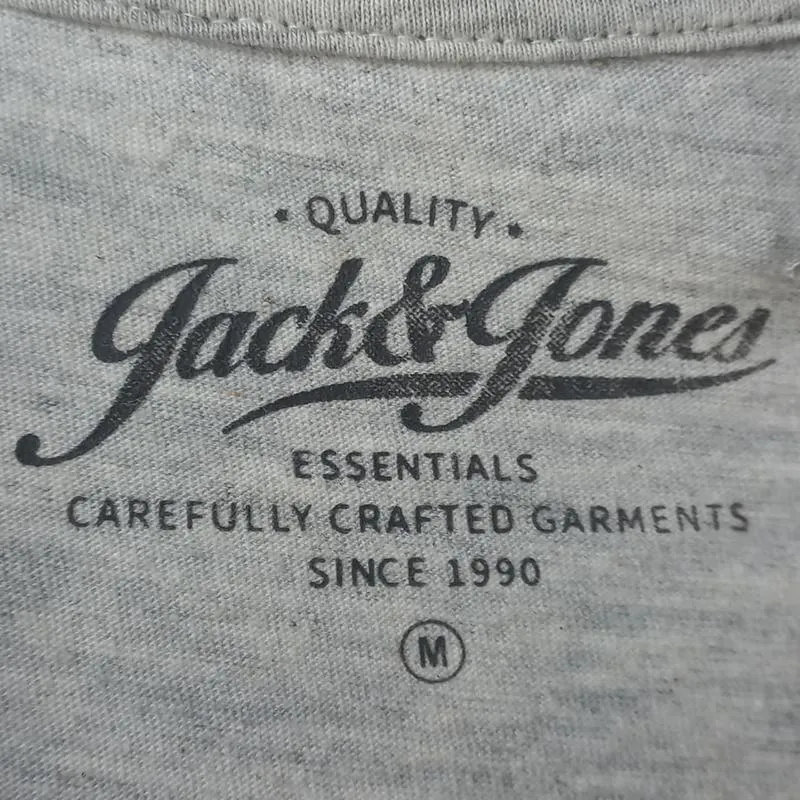 • QUALITY •
Jack&Jones
ESSENTIALS
CAREFULLY CRAFTED GARMENTS
SINCE 1990
M